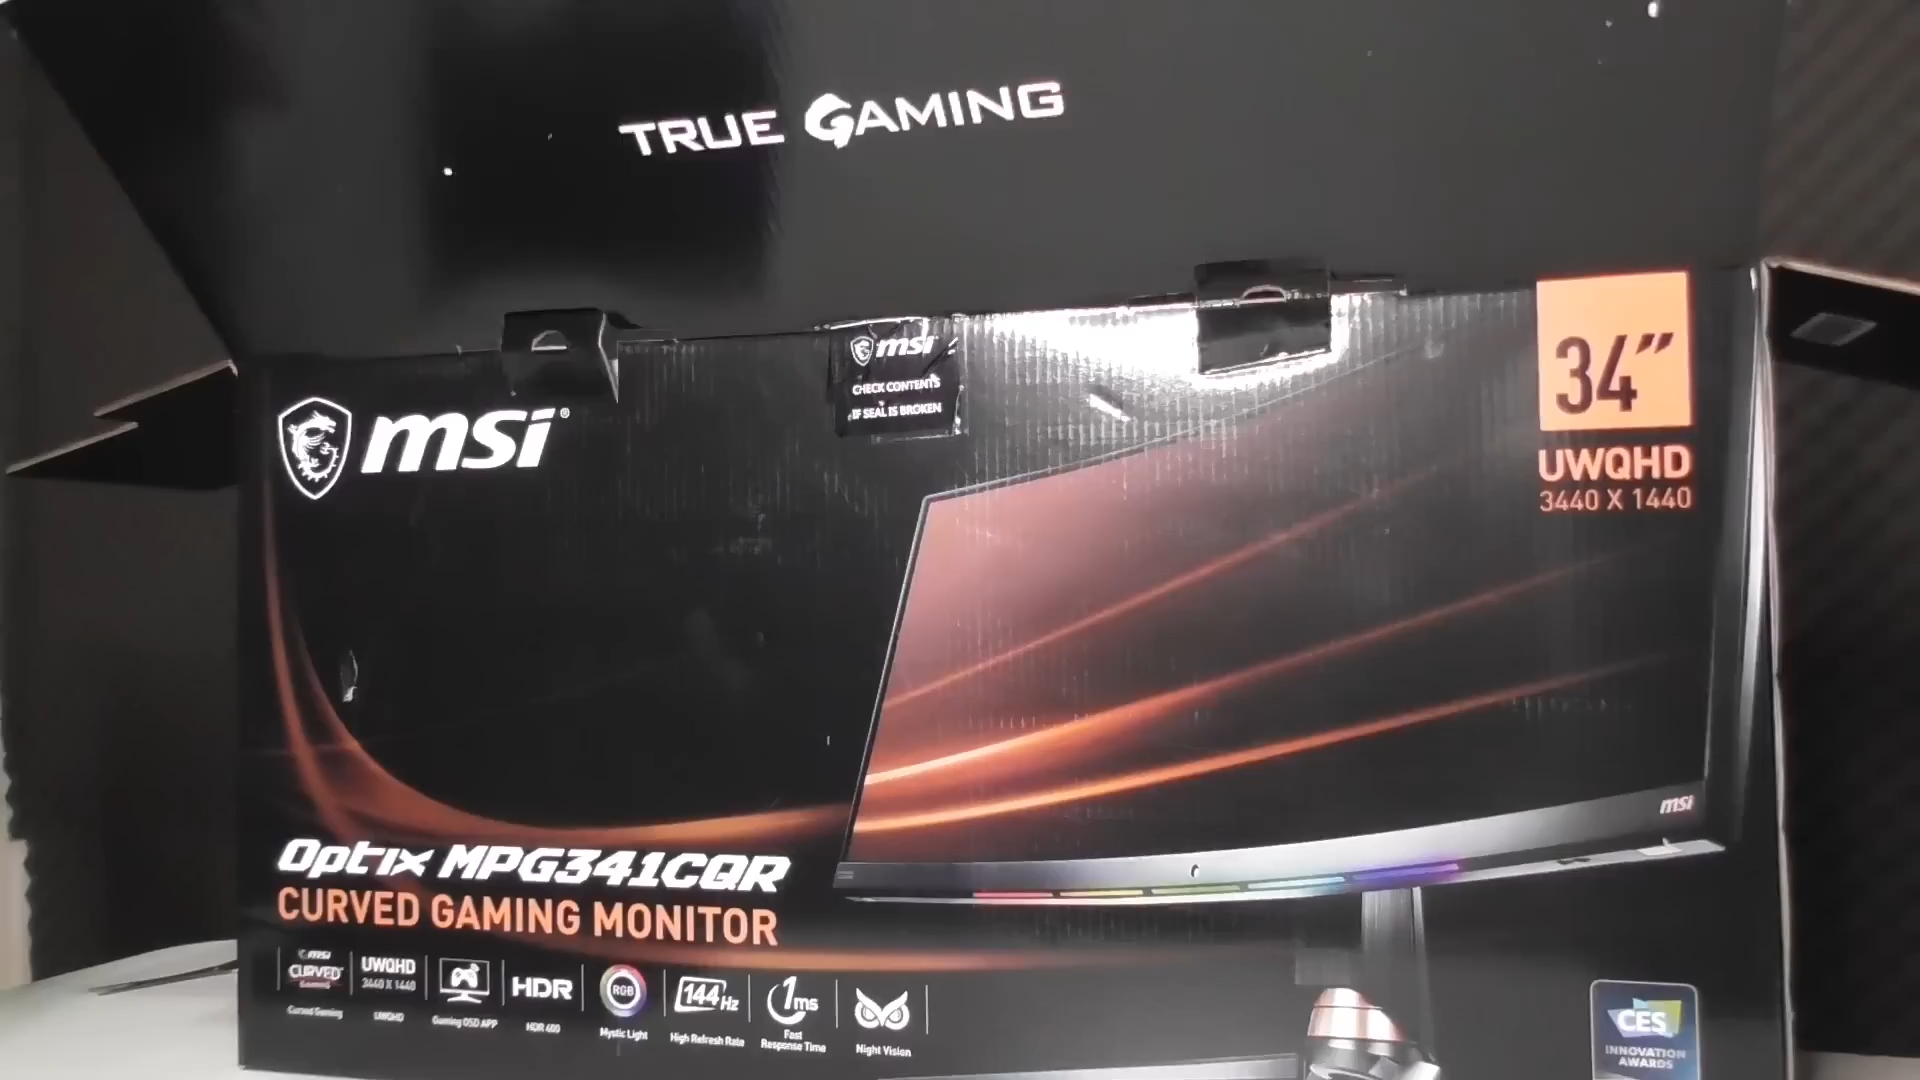 TRUE GAMING
msi
CHECK CONTENTS
IF SEAL IS BROKEN
msi®
34"
UWQHD
3440 X 1440
msi
Optix MPG341CQR
CURVED GAMING MONITOR
msi
CURVED
Gaming
Curved Gaming
UWQHD
3440 X 1440
UWQHD
Gaming OSD APP
HDR
HDR 400
RGB
Mystic Light
144Hz
High Refresh Rate
1ms
Fast
Response Time
Night Vision
CES
INNOVATION
AWARDS